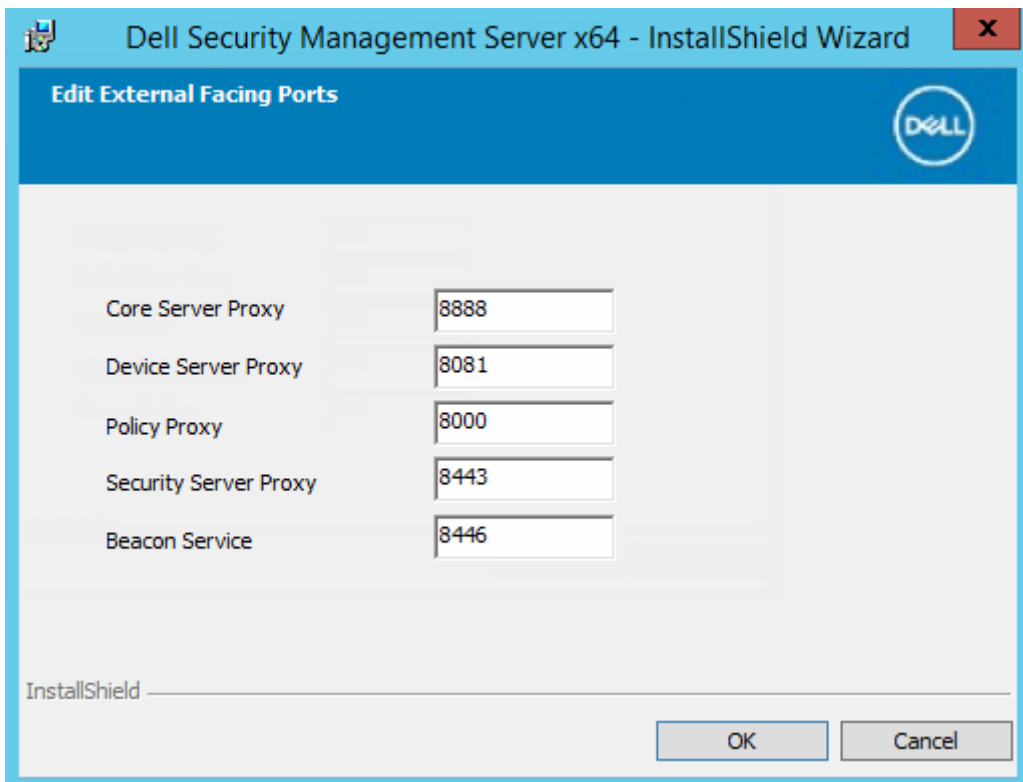 Dell Security Management Server x64 - InstallShield Wizard
x
Edit External Facing Ports
DELL
Core Server Proxy 8888
Device Server Proxy 8081
Policy Proxy 8000
Security Server Proxy 8443
Beacon Service 8446
InstallShield
OK Cancel